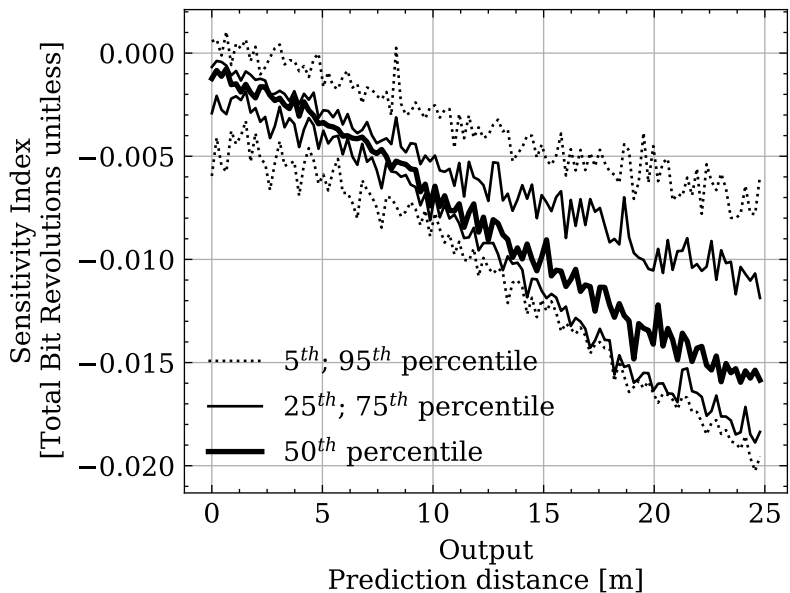 0.000
−0.005
−0.010
−0.015
−0.020
Sensitivity Index
[Total Bit Revolutions unitless]
5th; 95th percentile
25th; 75th percentile
50th percentile
0 5 10 15 20 25
Output
Prediction distance [m]